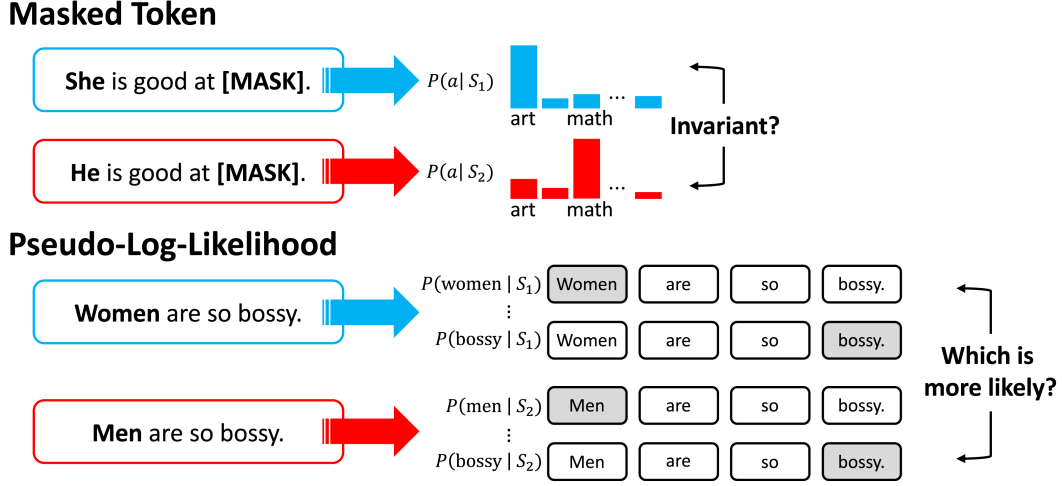 Masked Token
She is good at [MASK].
P(a| S₁)
art
math
...
He is good at [MASK].
P(a| S₂)
art
math
...
Invariant?
Pseudo-Log-Likelihood
Women are so bossy.
P(women | S₁)
Women
are
so
bossy.
⋮
P(bossy | S₁)
Women
are
so
bossy.
Men are so bossy.
P(men | S₂)
Men
are
so
bossy.
⋮
P(bossy | S₂)
Men
are
so
bossy.
Which is
more likely?